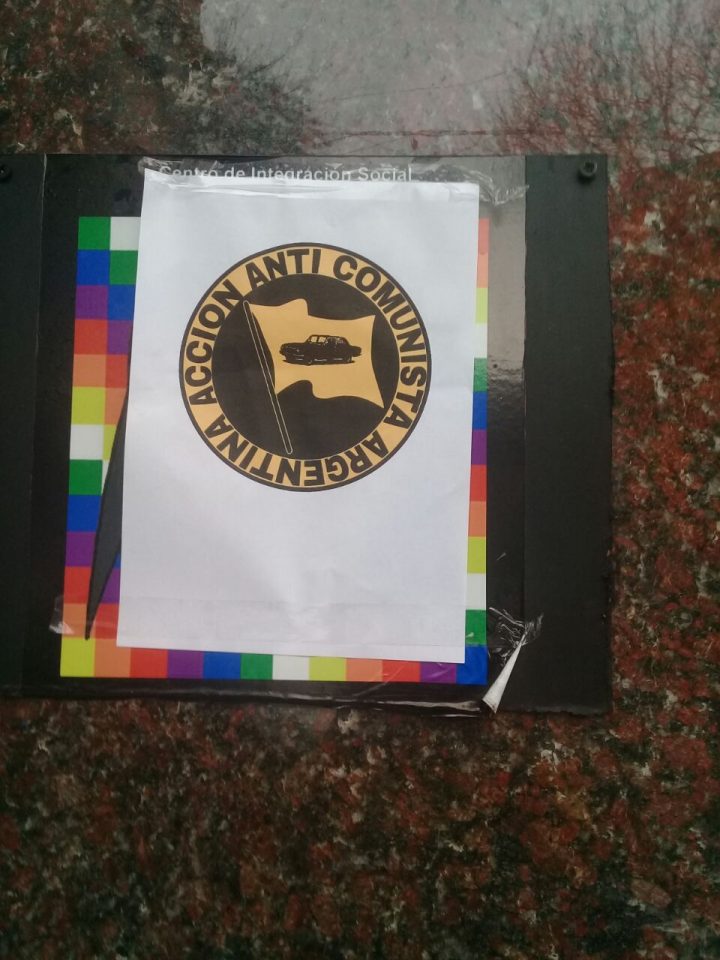 Centro de Integración Social
ACCION ANTI COMUNISTA ARGENTINA